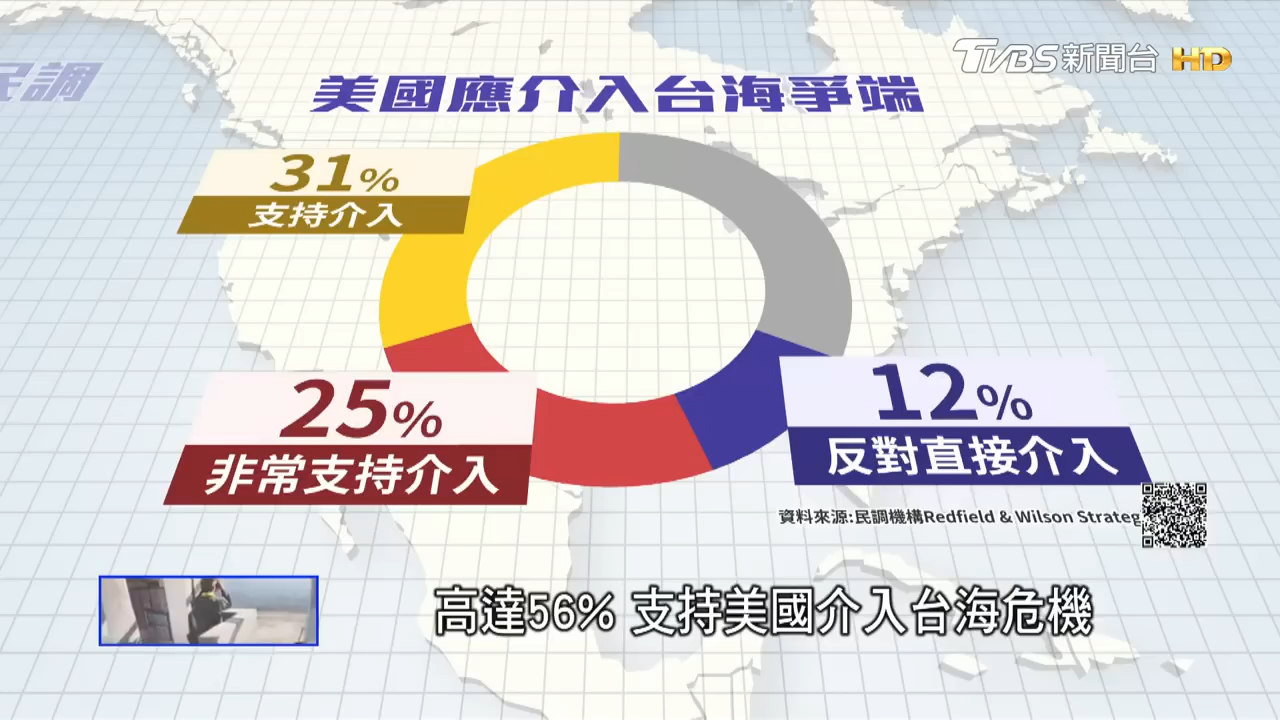 TVBS新聞台 HD
民調
美國應介入台海爭端
31%
支持介入
25%
非常支持介入
12%
反對直接介入
資料來源:民調機構Redfield & Wilson Strateg
高達56% 支持美國介入台海危機